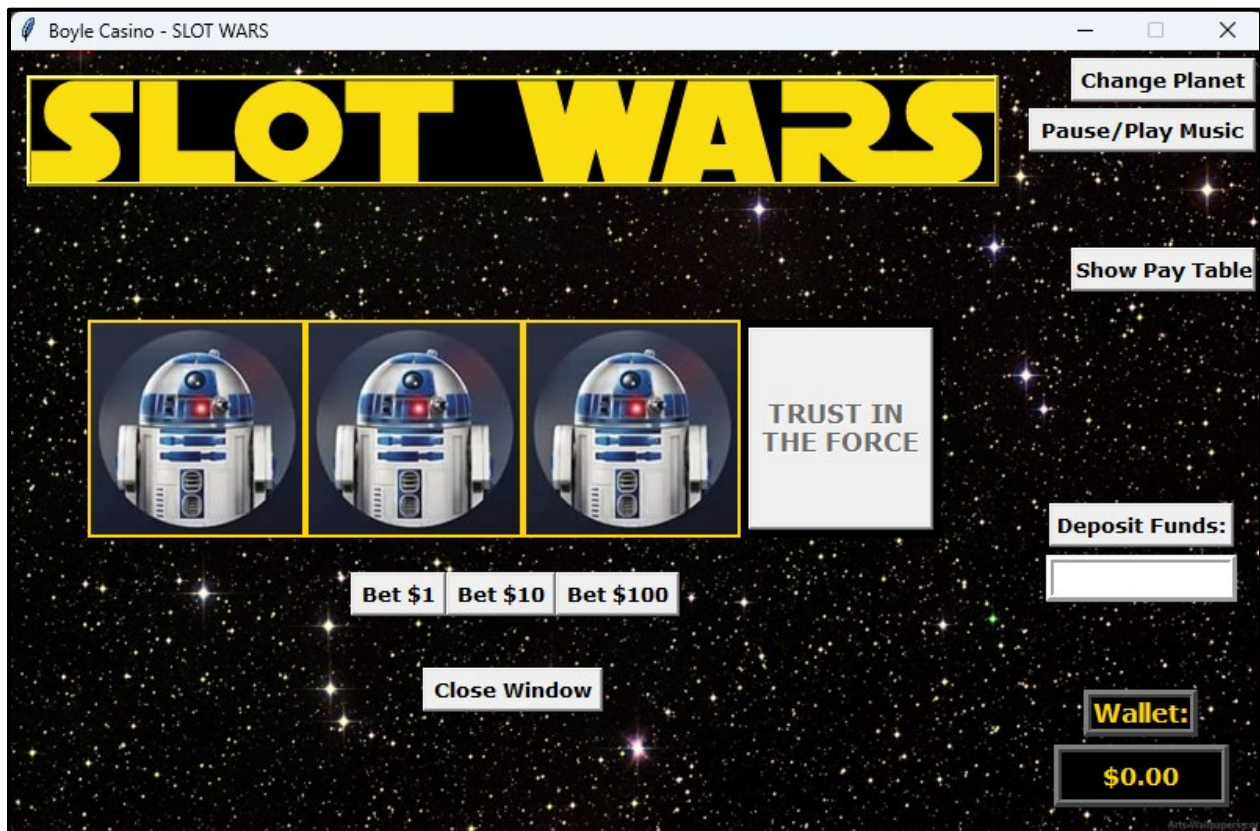 Boyle Casino - SLOT WARS
SLOT WARS
Change Planet
Pause/Play Music
Show Pay Table
TRUST IN
THE FORCE
Deposit Funds:
Bet $1 Bet $10 Bet $100
Close Window
Wallet:
$0.00